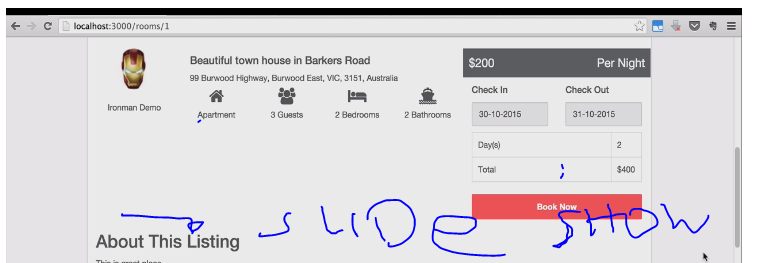 localhost:3000/rooms/1
Beautiful town house in Barkers Road
$200 Per Night
99 Burwood Highway, Burwood East, VIC, 3151, Australia
Check In Check Out
Ironman Demo
Apartment 3 Guests 2 Bedrooms 2 Bathrooms
30-10-2015 31-10-2015
Day(s) 2
Total $400
Book Now
SLIDE SHOW
About This Listing
This is great place